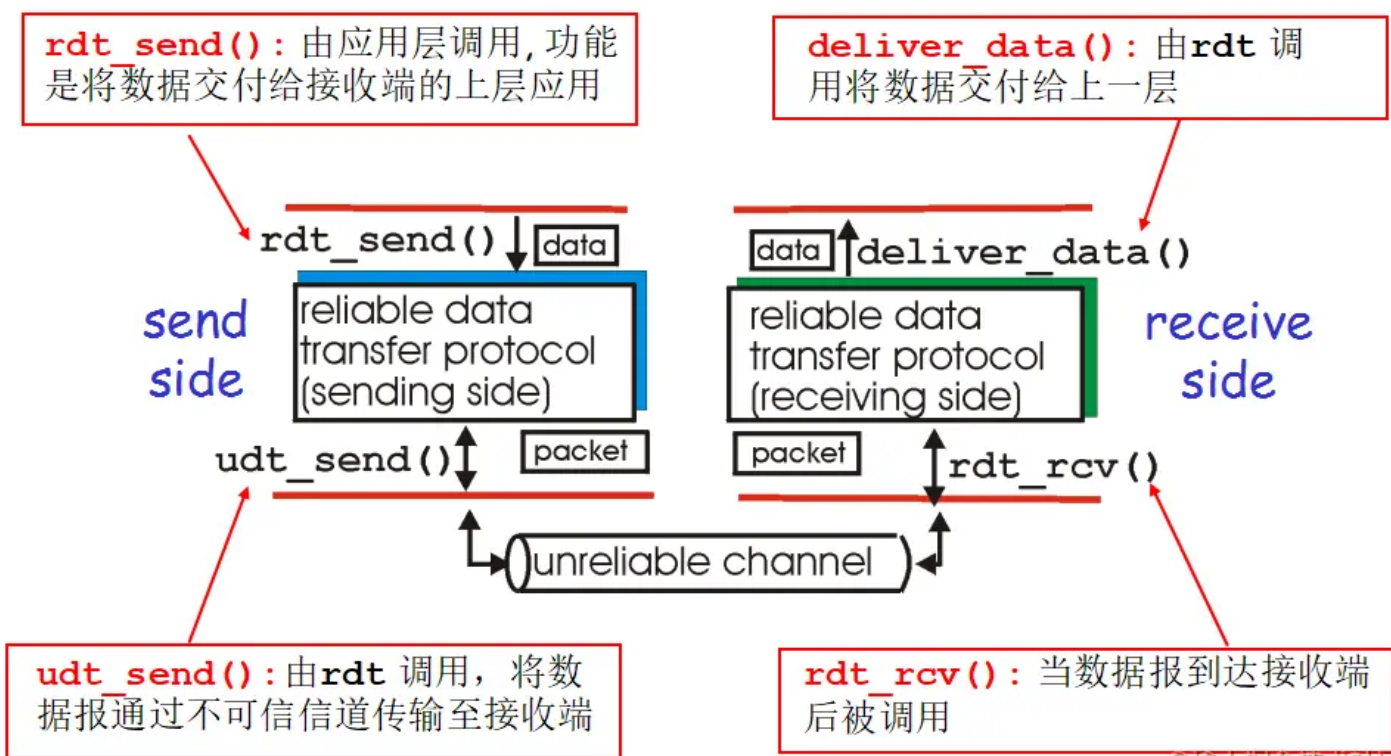 rdt_send(): 由应用层调用,功能
是将数据交付给接收端的上层应用
deliver_data(): 由rdt 调
用将数据交付给上一层
rdt_send()
data
data
deliver_data()
send
side
reliable data
transfer protocol
(sending side)
reliable data
transfer protocol
(receiving side)
receive
side
udt_send()
packet
packet
rdt_rcv()
unreliable channel
udt_send():由rdt 调用，将数
据报通过不可信信道传输至接收端
rdt_rcv(): 当数据报到达接收端
后被调用